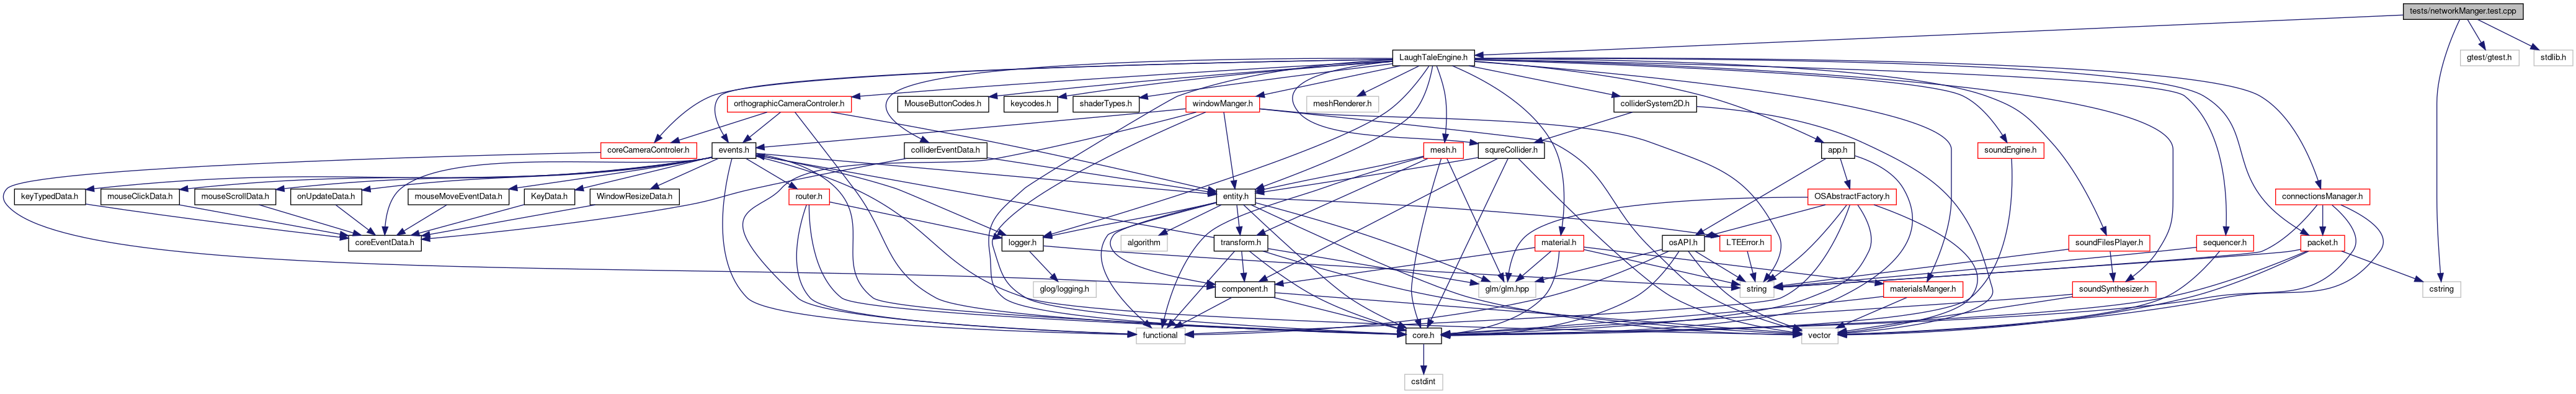 tests/networkManger.test.cpp
LaughTaleEngine.h
gtest/gtest.h
stdlib.h
orthographicCameraControler.h
MouseButtonCodes.h
keycodes.h
shaderTypes.h
windowManger.h
meshRenderer.h
colliderSystem2D.h
coreCameraControler.h
events.h
colliderEventData.h
mesh.h
squreCollider.h
app.h
soundEngine.h
keyTypedData.h
mouseClickData.h
mouseScrollData.h
onUpdateData.h
mouseMoveEventData.h
KeyData.h
WindowResizeData.h
router.h
entity.h
OSAbstractFactory.h
connectionsManager.h
coreEventData.h
logger.h
algorithm
transform.h
material.h
osAPI.h
LTEError.h
soundFilesPlayer.h
sequencer.h
packet.h
glog/logging.h
component.h
glm/glm.hpp
string
materialsManger.h
soundSynthesizer.h
cstring
functional
core.h
vector
cstdint